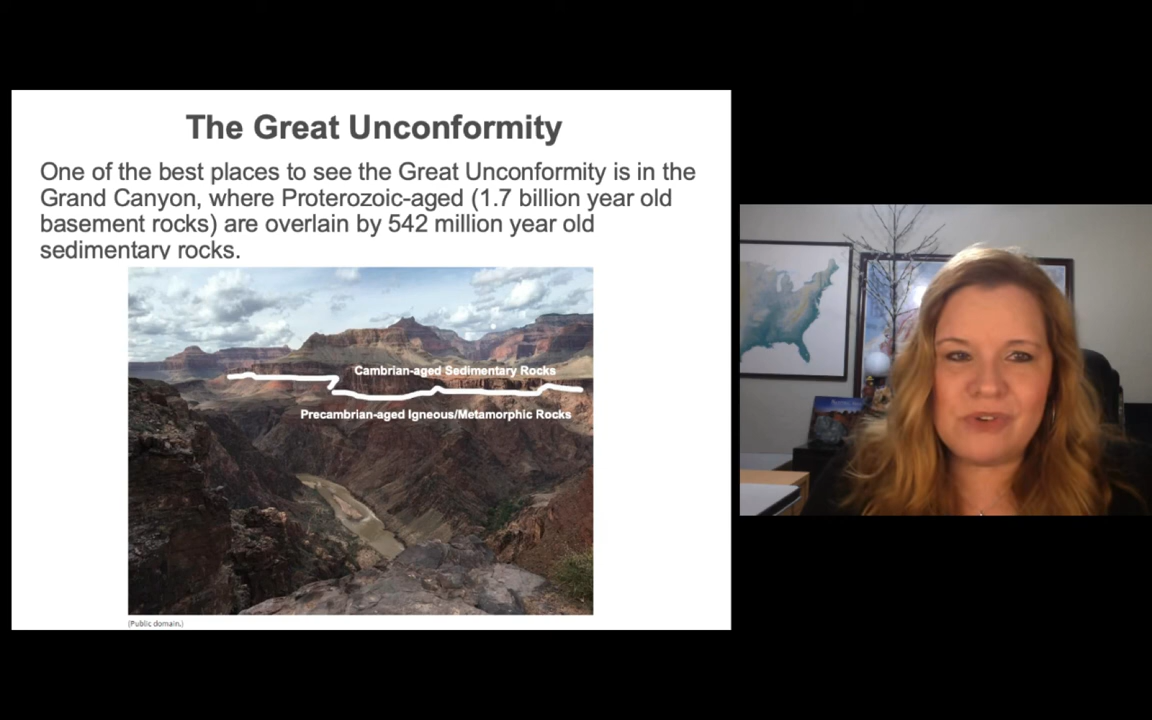 The Great Unconformity
One of the best places to see the Great Unconformity is in the
Grand Canyon, where Proterozoic-aged (1.7 billion year old
basement rocks) are overlain by 542 million year old
sedimentary rocks.
Cambrian-aged Sedimentary Rocks
Precambrian-aged Igneous/Metamorphic Rocks
(Public domain.)